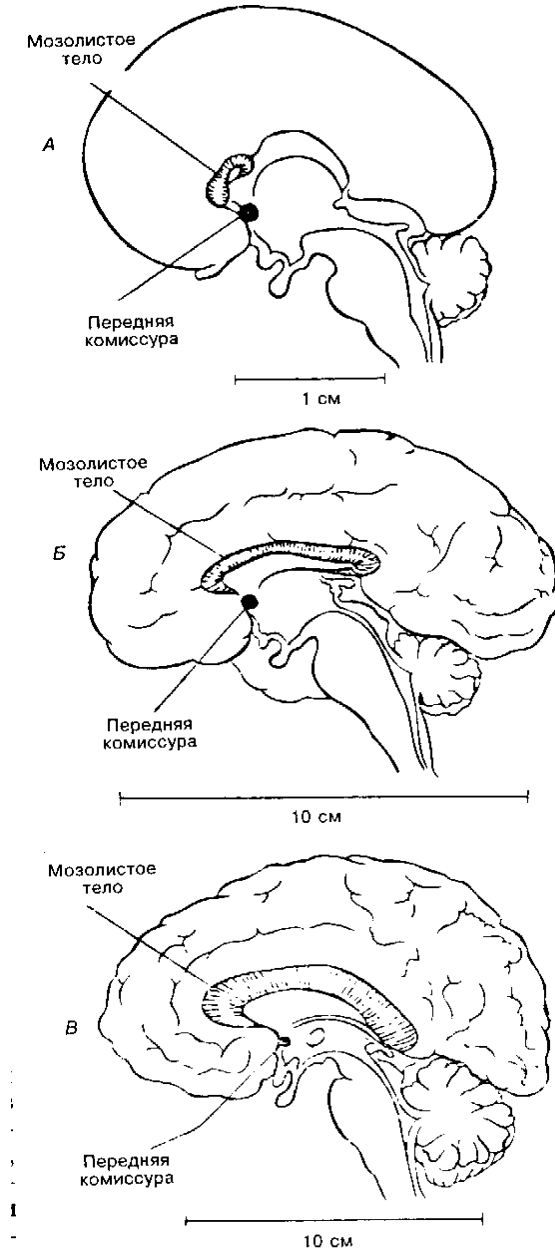 Мозолистое
тело
А
Передняя
комиссура
1 см
Мозолистое
тело
Б
Передняя
комиссура
10 см
Мозолистое
тело
В
Передняя
комиссура
10 см